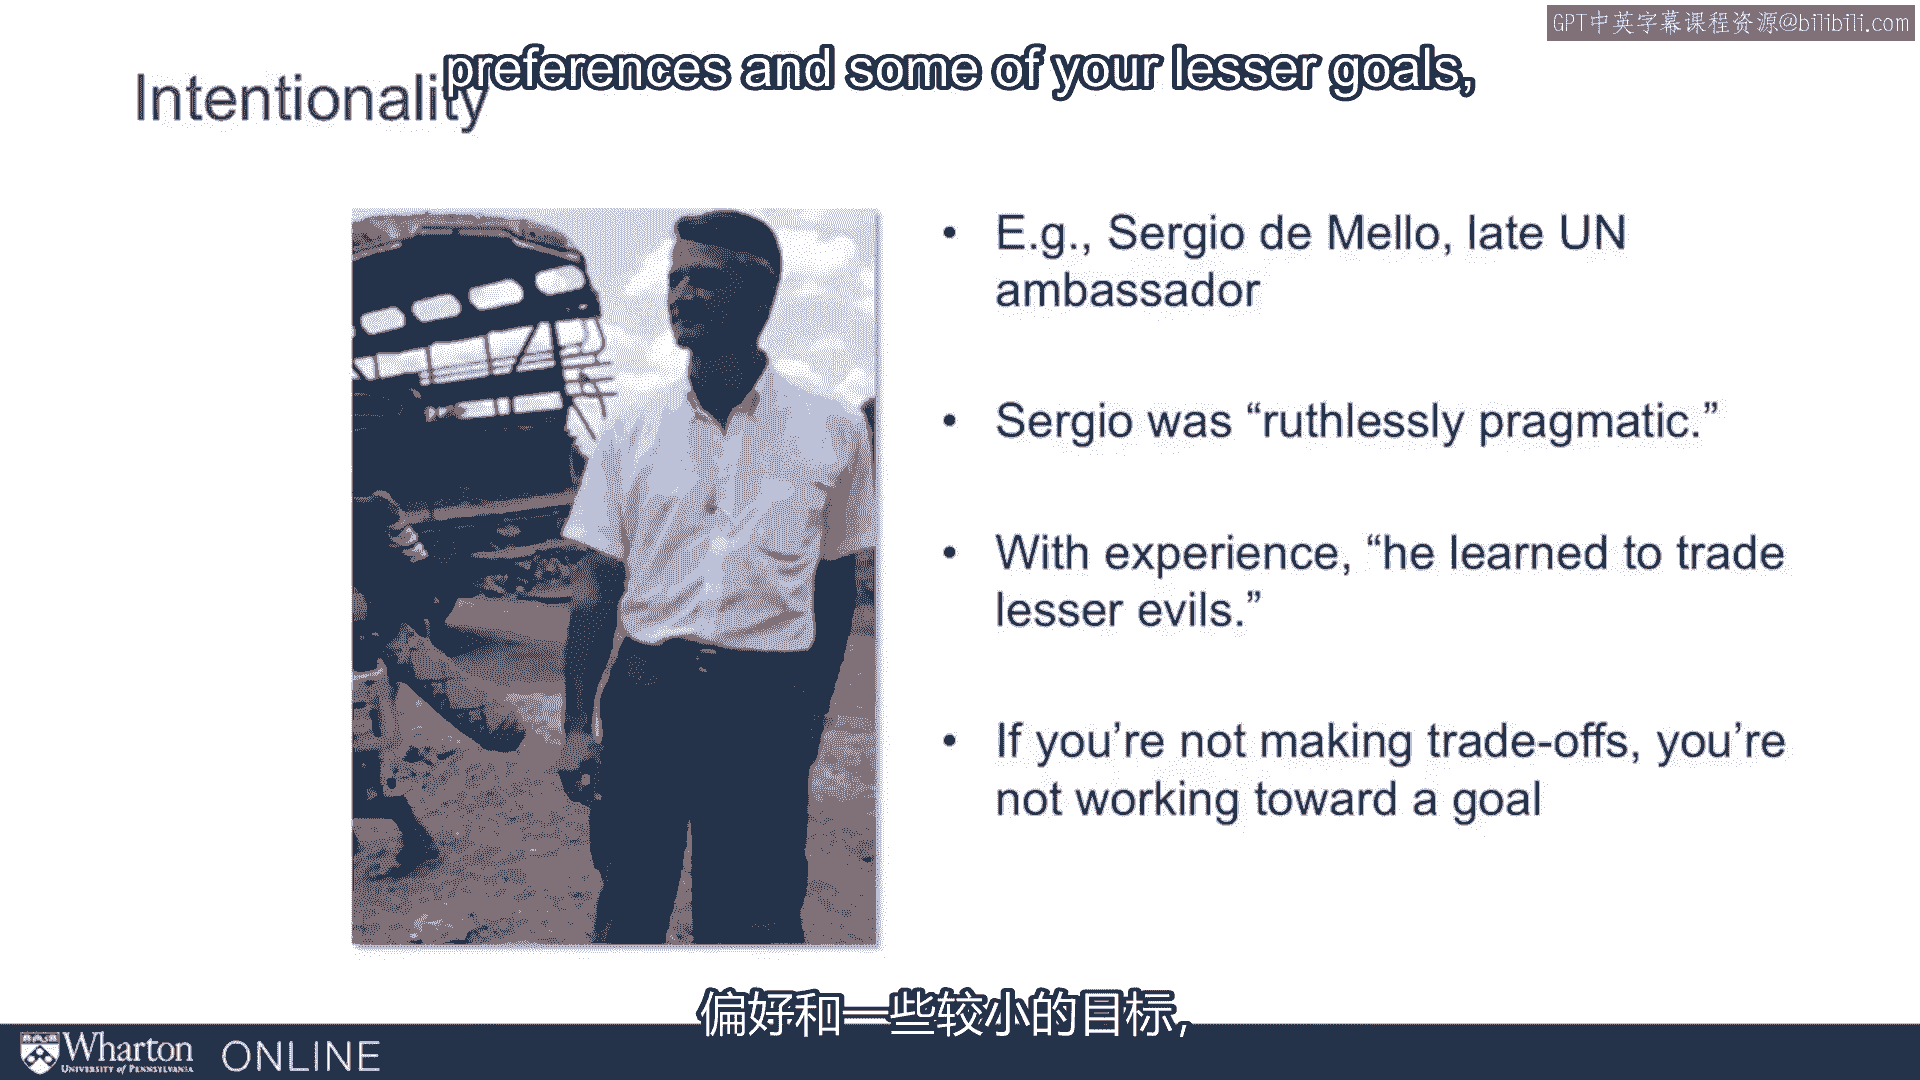 GPT中英字幕课程资源@bilibili.com
preferences and some of your lesser goals,
Intentionality
• E.g., Sergio de Mello, late UN
ambassador
• Sergio was “ruthlessly pragmatic.”
• With experience, “he learned to trade
lesser evils.”
• If you’re not making trade-offs, you’re
not working toward a goal
偏好和一些较小的目标,
Wharton ONLINE
UNIVERSITY of PENNSYLVANIA